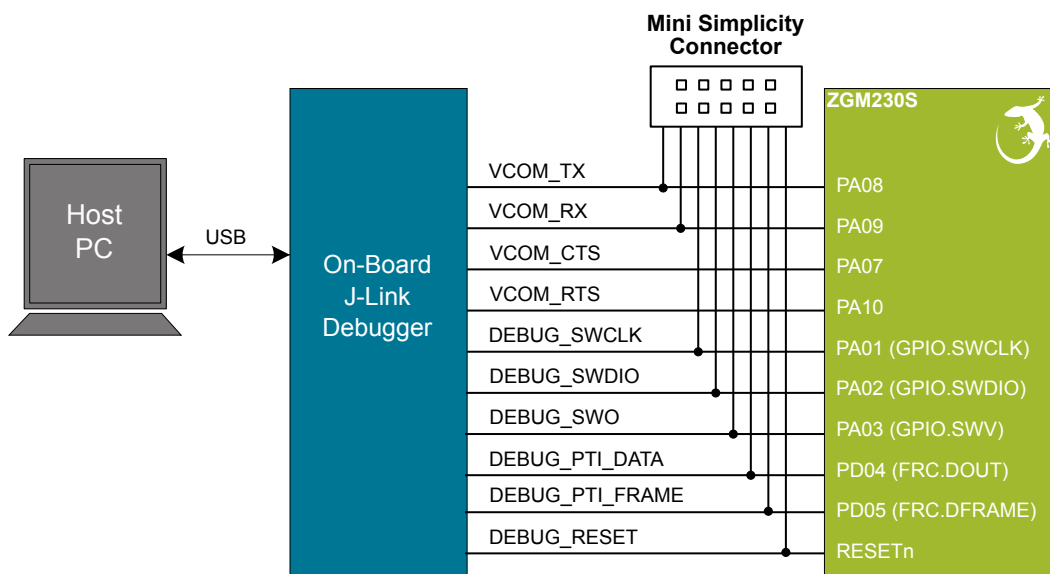 Mini Simplicity
Connector
Host
PC
USB
On-Board
J-Link
Debugger
VCOM_TX
VCOM_RX
VCOM_CTS
VCOM_RTS
DEBUG_SWCLK
DEBUG_SWDIO
DEBUG_SWO
DEBUG_PTI_DATA
DEBUG_PTI_FRAME
DEBUG_RESET
ZGM230S
PA08
PA09
PA07
PA10
PA01 (GPIO.SWCLK)
PA02 (GPIO.SWDIO)
PA03 (GPIO.SWV)
PD04 (FRC.DOUT)
PD05 (FRC.DFRAME)
RESETn